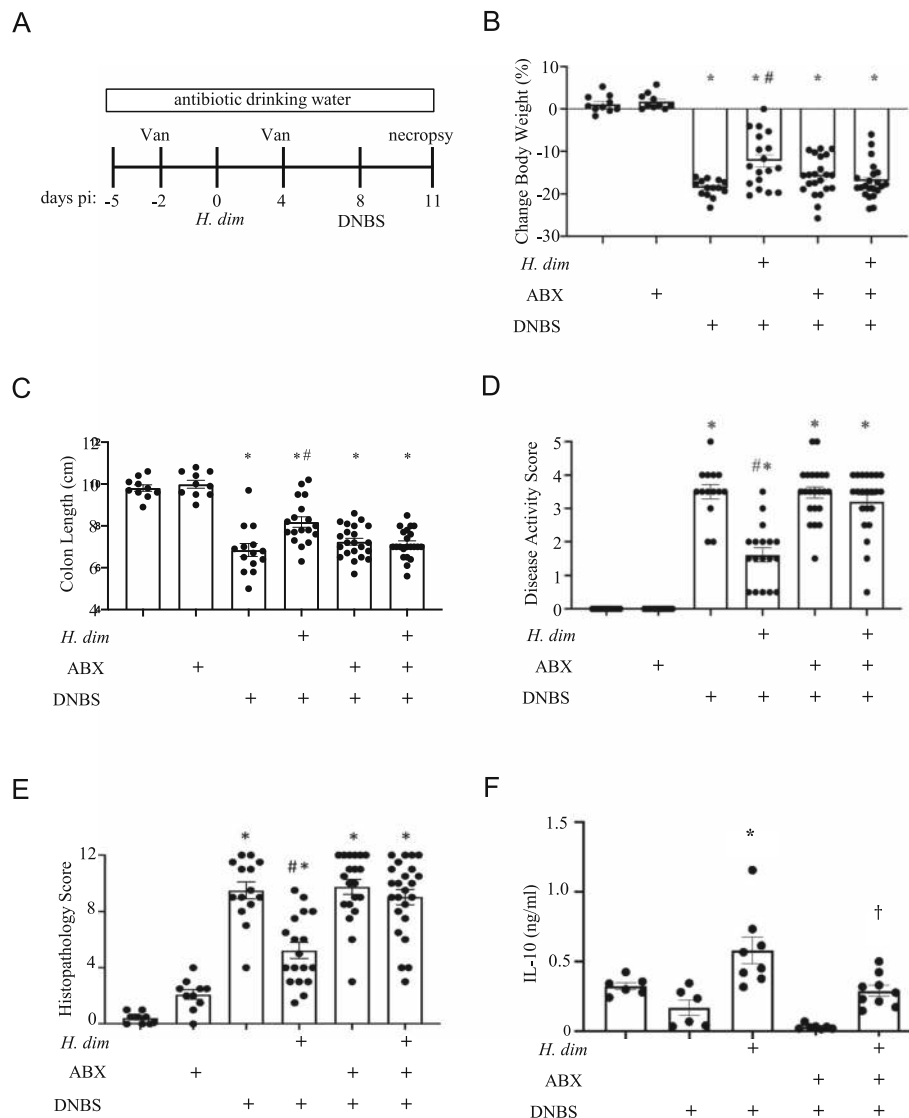 A
antibiotic drinking water
Van Van necropsy
days pi: -5 -2 0 4 8 11
H. dim DNBS
B
Change Body Weight (%)
10
0
-10
-20
-30
* *# * *
H. dim + +
ABX + + +
DNBS + + + +
C
Colon Length (cm)
12
10
8
6
4
* *# * *
H. dim + +
ABX + + +
DNBS + + + +
D
Disease Activity Score
5
4
3
2
1
0
* #* * *
H. dim + +
ABX + + +
DNBS + + + +
E
Histopathology Score
12
8
4
0
* #* * *
H. dim + +
ABX + + +
DNBS + + + +
F
IL-10 (ng/ml)
1.5
1.0
0.5
0
* †
H. dim + +
ABX + +
DNBS + + + +